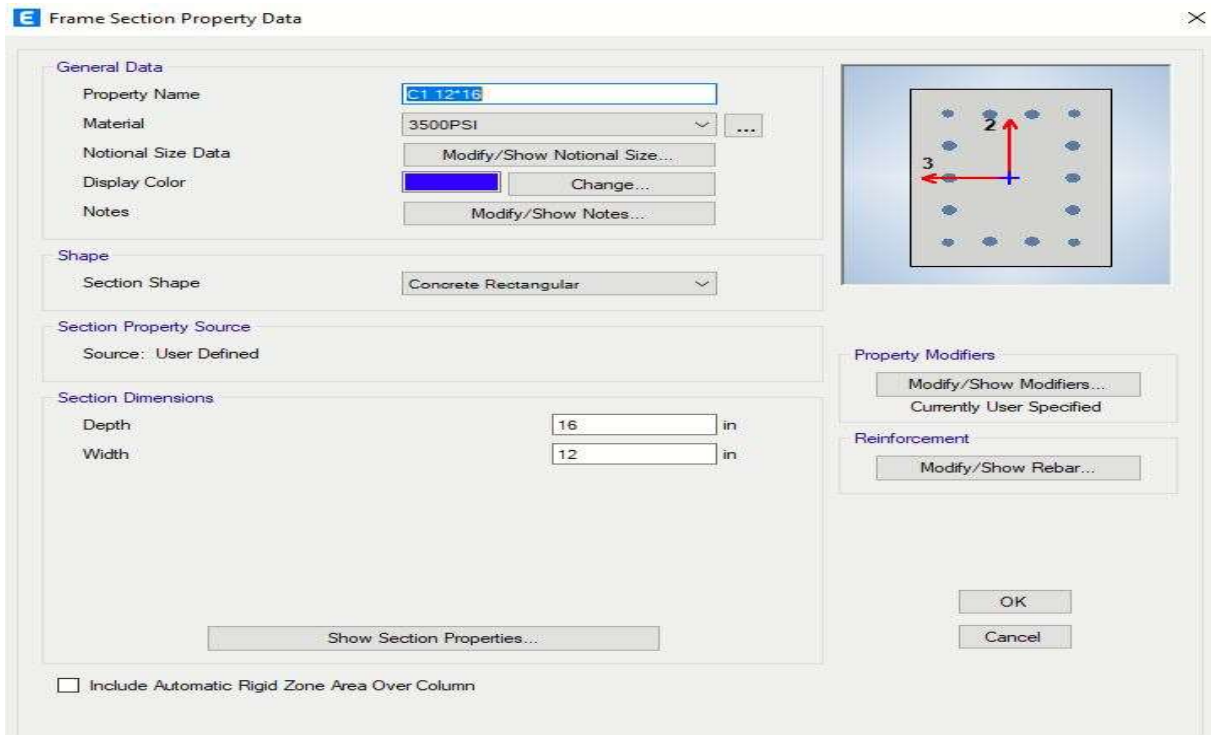 E Frame Section Property Data
General Data
Property Name C1 12*16
Material 3500PSI ...
Notional Size Data Modify/Show Notional Size...
Display Color Change...
Notes Modify/Show Notes...
2
3
Shape
Section Shape Concrete Rectangular
Section Property Source
Source: User Defined
Property Modifiers
Modify/Show Modifiers...
Currently User Specified
Section Dimensions
Depth 16 in
Width 12 in
Reinforcement
Modify/Show Rebar...
OK
Show Section Properties...
Cancel
Include Automatic Rigid Zone Area Over Column